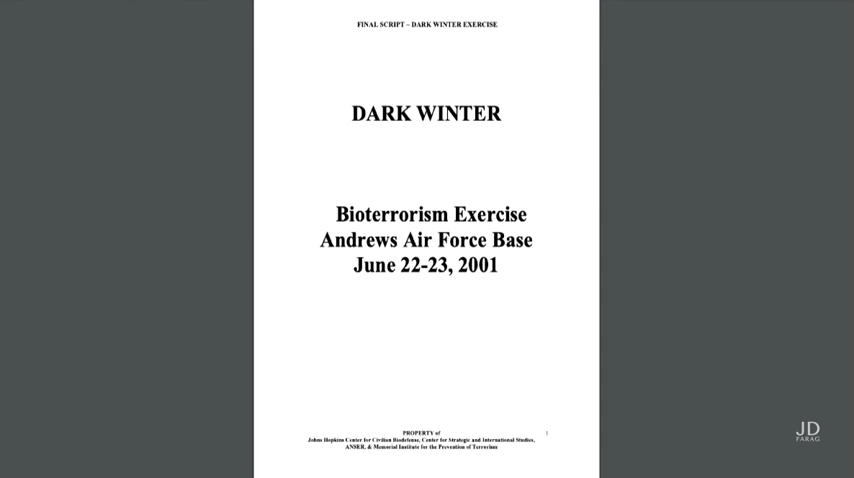 FINAL SCRIPT – DARK WINTER EXERCISE
DARK WINTER
Bioterrorism Exercise
Andrews Air Force Base
June 22-23, 2001
PROPERTY of
1
Johns Hopkins Center for Civilian Biodefense, Center for Strategic and International Studies,
ANSER, & Memorial Institute for the Prevention of Terrorism
JD
FARAG